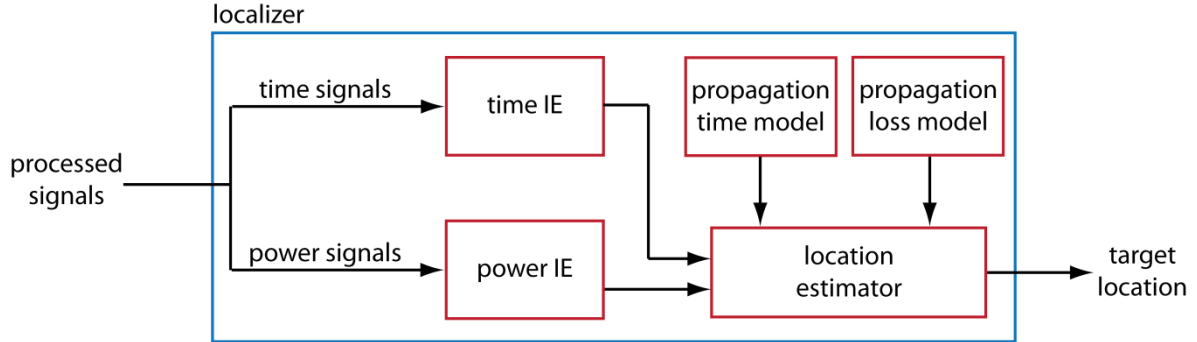 localizer
time signals
time IE
propagation
time model
propagation
loss model
processed
signals
power signals
power IE
location
estimator
target
location